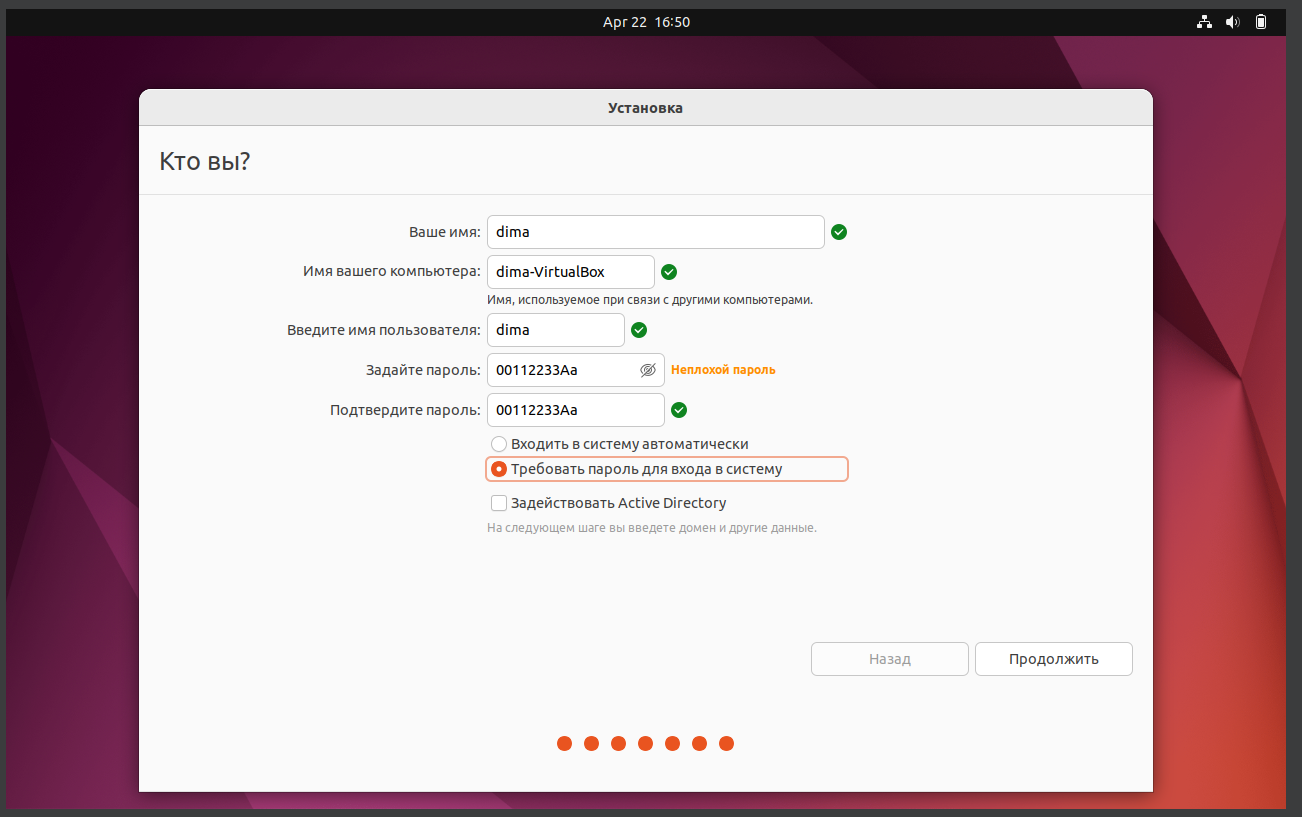 Apr 22 16:50
Установка
Кто вы?
Ваше имя: dima
Имя вашего компьютера: dima-VirtualBox
Имя, используемое при связи с другими компьютерами.
Введите имя пользователя: dima
Задайте пароль: 00112233Aa Неплохой пароль
Подтвердите пароль: 00112233Aa
Входить в систему автоматически
Требовать пароль для входа в систему
Задействовать Active Directory
На следующем шаге вы введете домен и другие данные.
Назад Продолжить